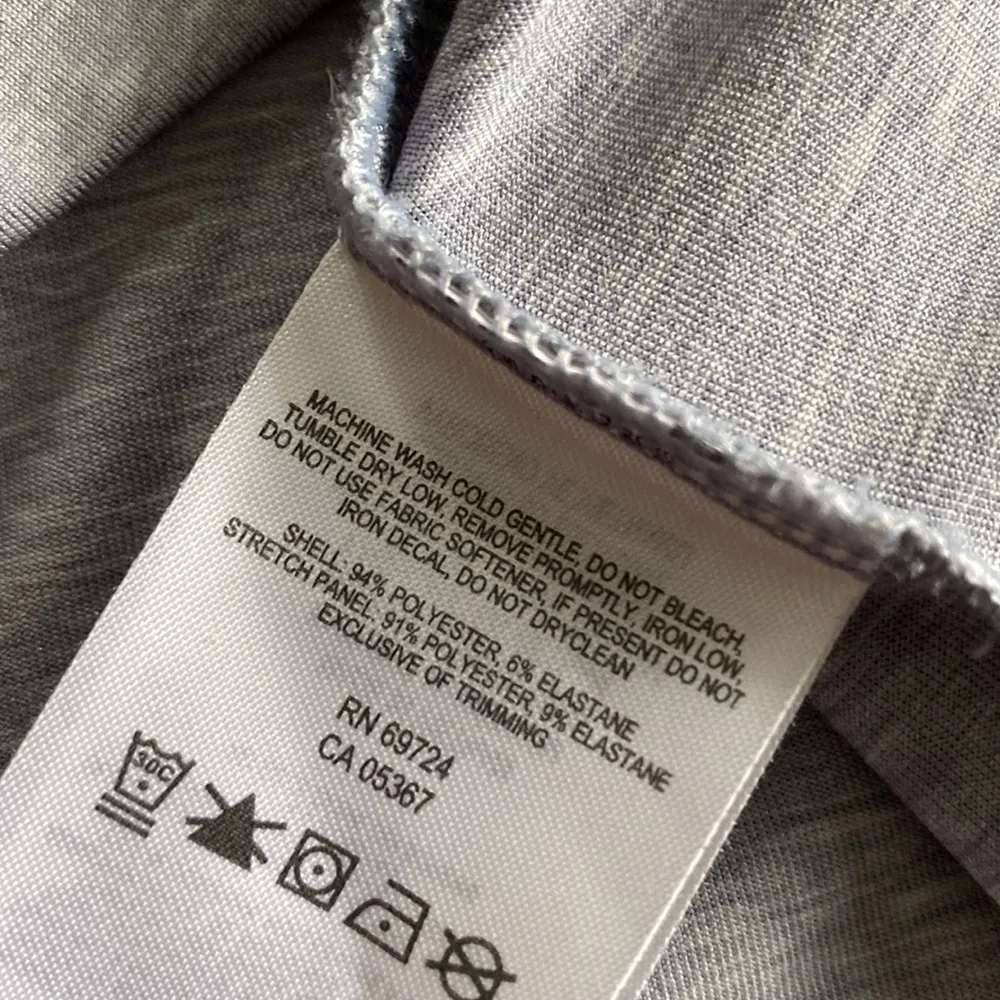 MACHINE WASH COLD GENTLE, DO NOT BLEACH,
TUMBLE DRY LOW, REMOVE PROMPTLY, IRON LOW,
DO NOT USE FABRIC SOFTENER, IF PRESENT DO NOT
IRON DECAL, DO NOT DRYCLEAN
SHELL, 94% POLYESTER, 6% ELASTANE
STRETCH PANEL, 91% POLYESTER, 9% ELASTANE
EXCLUSIVE OF TRIMMING
RN 69724
CA 05367
30C